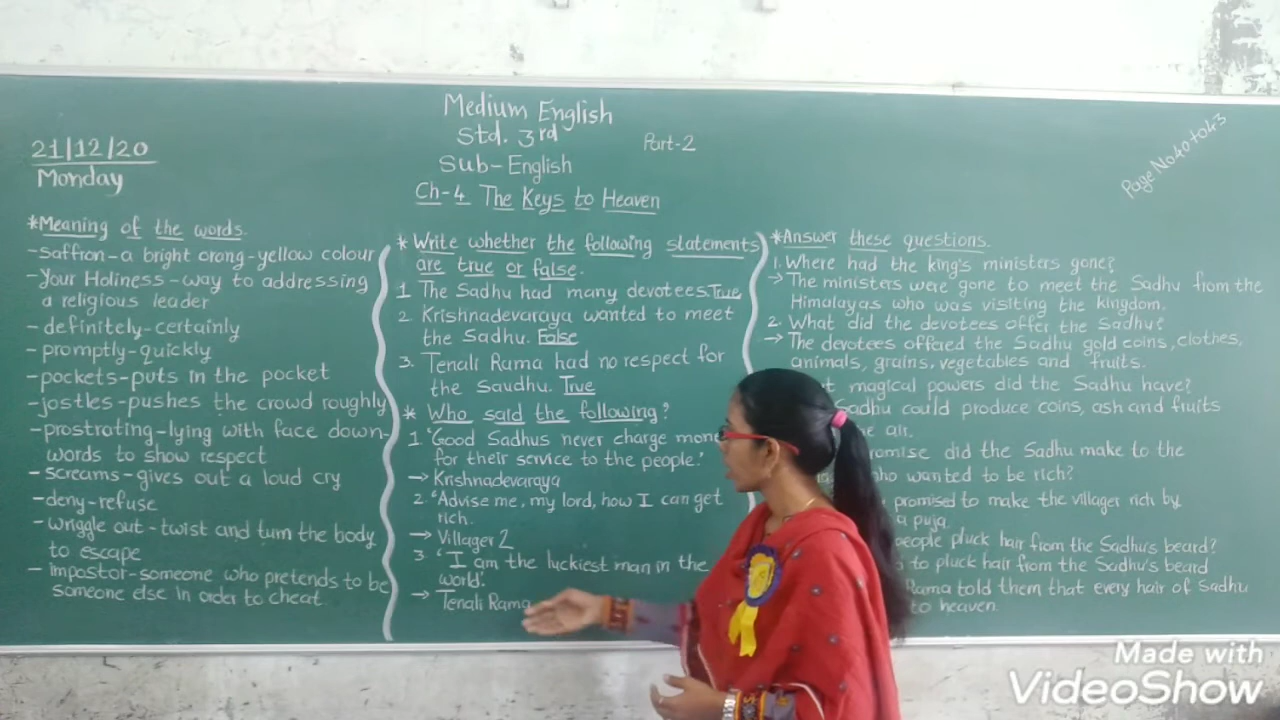 Medium English
Std. 3rd
Part-2
Sub-English
Ch-4 The Keys to Heaven
21/12/20
Monday
Page No 40 to 43
*Meaning of the words.
-saffron-a bright orang-yellow colour
-Your Holiness-way to addressing
a religious leader
-definitely-certainly
-promptly-quickly
-pockets-puts in the pocket
-jostles-pushes the crowd roughly
-prostrating-lying with face down-
words to show respect
-screams-gives out a loud cry
-deny-refuse
-wriggle out-twist and turn the body
to escape
-impostor-someone who pretends to be
someone else in order to cheat
* Write whether the following statements
are true or false.
1 The Sadhu had many devotees. True
2 Krishnadevaraya wanted to meet
the Sadhu. False
3. Tenali Rama had no respect for
the Saudhu. True
* Who said the following?
1 'Good Sadhus never charge
for their service to the people.'
→ Krishnadevaraya
2 'Advise me, my lord, how I can get
rich.
→ Villager 2
3 'I am the luckiest man in the
world'.
→ Tenali Rama
*Answer these questions.
1. Where had the king's ministers gone?
→ The ministers were gone to meet the Sadhu from the
Himalayas who was visiting the kingdom.
2. What did the devotees offer the Sadhu?
→ The devotees offered the Sadhu gold coins, clothes,
animals, grains, vegetables and fruits.
magical powers did the Sadhu have?
Sadhu could produce coins, ash and fruits
air.
did the Sadhu make to the
who wanted to be rich?
promised to make the villager rich by
a puja.
people pluck hair from the Sadhu's beard?
to pluck hair from the Sadhu's beard
Rama told them that every hair of Sadhu
to heaven.
Made with
VideoShow